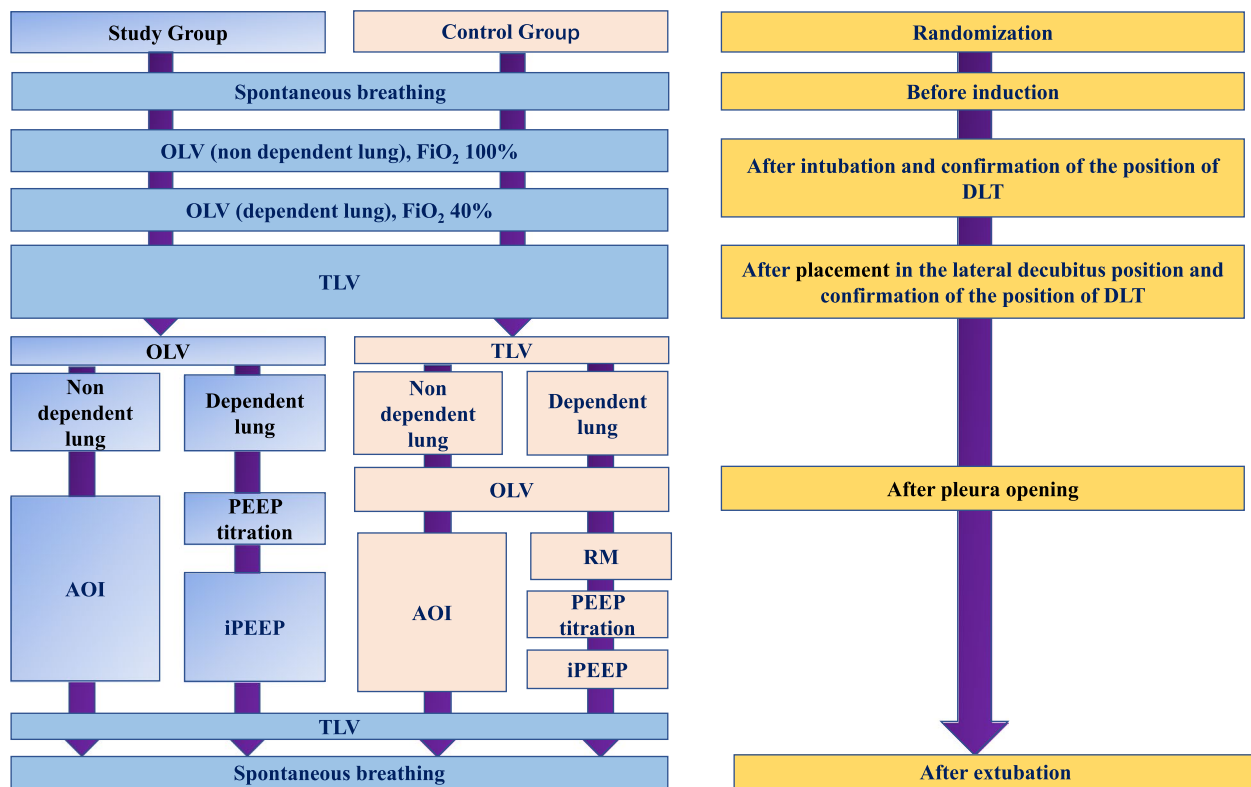 Study Group
Control Group
Randomization
Spontaneous breathing
Before induction
OLV (non dependent lung), FiO₂ 100%
After intubation and confirmation of the position of
DLT
OLV (dependent lung), FiO₂ 40%
TLV
After placement in the lateral decubitus position and
confirmation of the position of DLT
OLV
TLV
Non
dependent
lung
Dependent
lung
Non
dependent
lung
Dependent
lung
OLV
After pleura opening
PEEP
titration
RM
AOI
iPEEP
AOI
PEEP
titration
iPEEP
TLV
Spontaneous breathing
After extubation